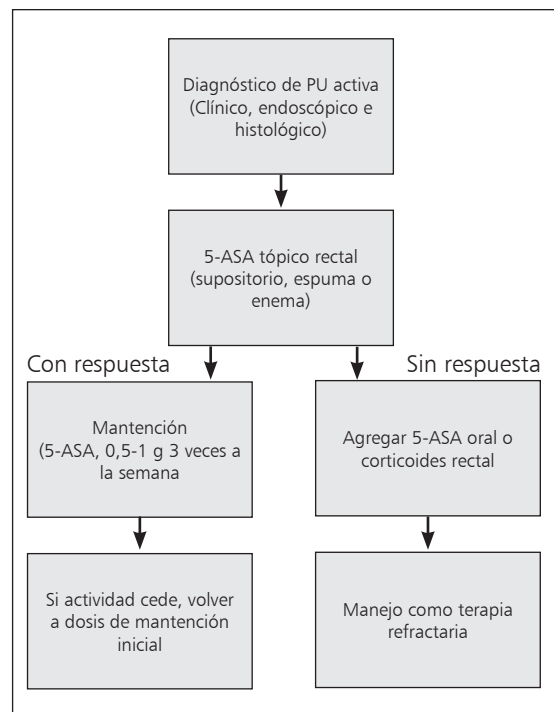 Diagnóstico de PU activa
(Clínico, endoscópico e
histológico)
5-ASA tópico rectal
(supositorio, espuma o
enema)
Con respuesta
Sin respuesta
Mantención
(5-ASA, 0,5-1 g 3 veces a
la semana
Agregar 5-ASA oral o
corticoides rectal
Si actividad cede, volver
a dosis de mantención
inicial
Manejo como terapia
refractaria